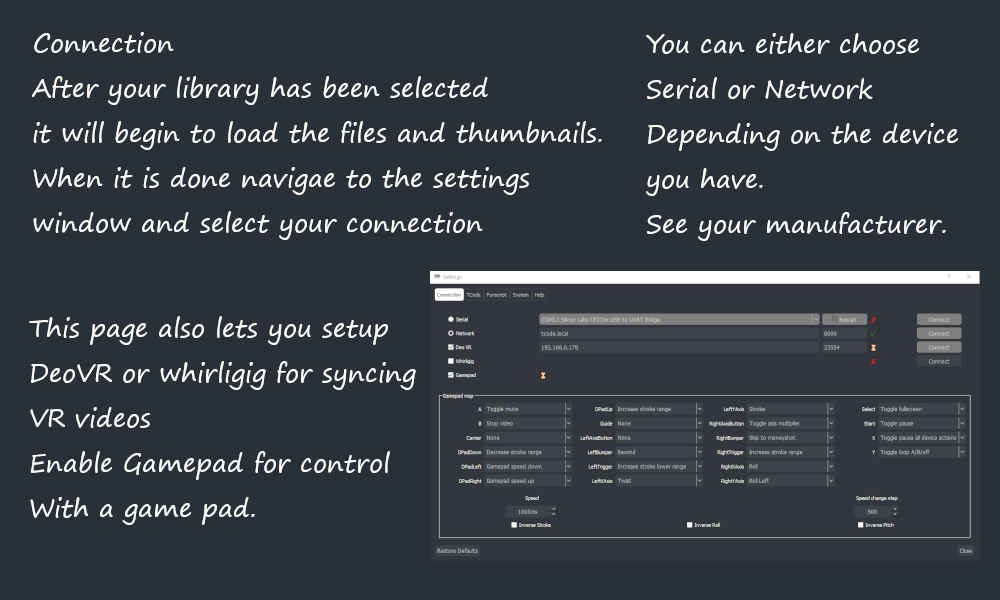 Connection
After your library has been selected
it will begin to load the files and thumbnails.
When it is done navigae to the settings
window and select your connection
You can either choose
Serial or Network
Depending on the device
you have.
See your manufacturer.
This page also lets you setup
DeoVR or whirligig for syncing
VR videos
Enable Gamepad for control
With a game pad.
Settings
Connection TCode Funscript System Help
Serial COM13 Silicon Labs CP210x USB to UART Bridge Rescan Connect
Network tcode.local 8000 Connect
Deo VR 192.168.0.178 23554 Connect
Whirligig Connect
Gamepad
Gamepad map
A Toggle mute DPadUp Increase stroke range LeftYAxis Stroke Select Toggle fullscreen
B Stop video Guide None RightAxisButton Toggle axis multiplier Start Toggle pause
Center None LeftAxisButton None RightBumper Skip to moneyshot X Toggle pause all device actions
DPadDown Decrease stroke range LeftBumper Rewind RightTrigger Increase stroke range Y Toggle loop A/B/off
DPadLeft Gamepad speed down LeftTrigger Increase stroke lower range RightXAxis Roll
DPadRight Gamepad speed up LeftXAxis Twist RightYAxis Roll Left
Speed Speed change step
1000ms 500
Inverse Stroke Inverse Roll Inverse Pitch
Restore Defaults Close